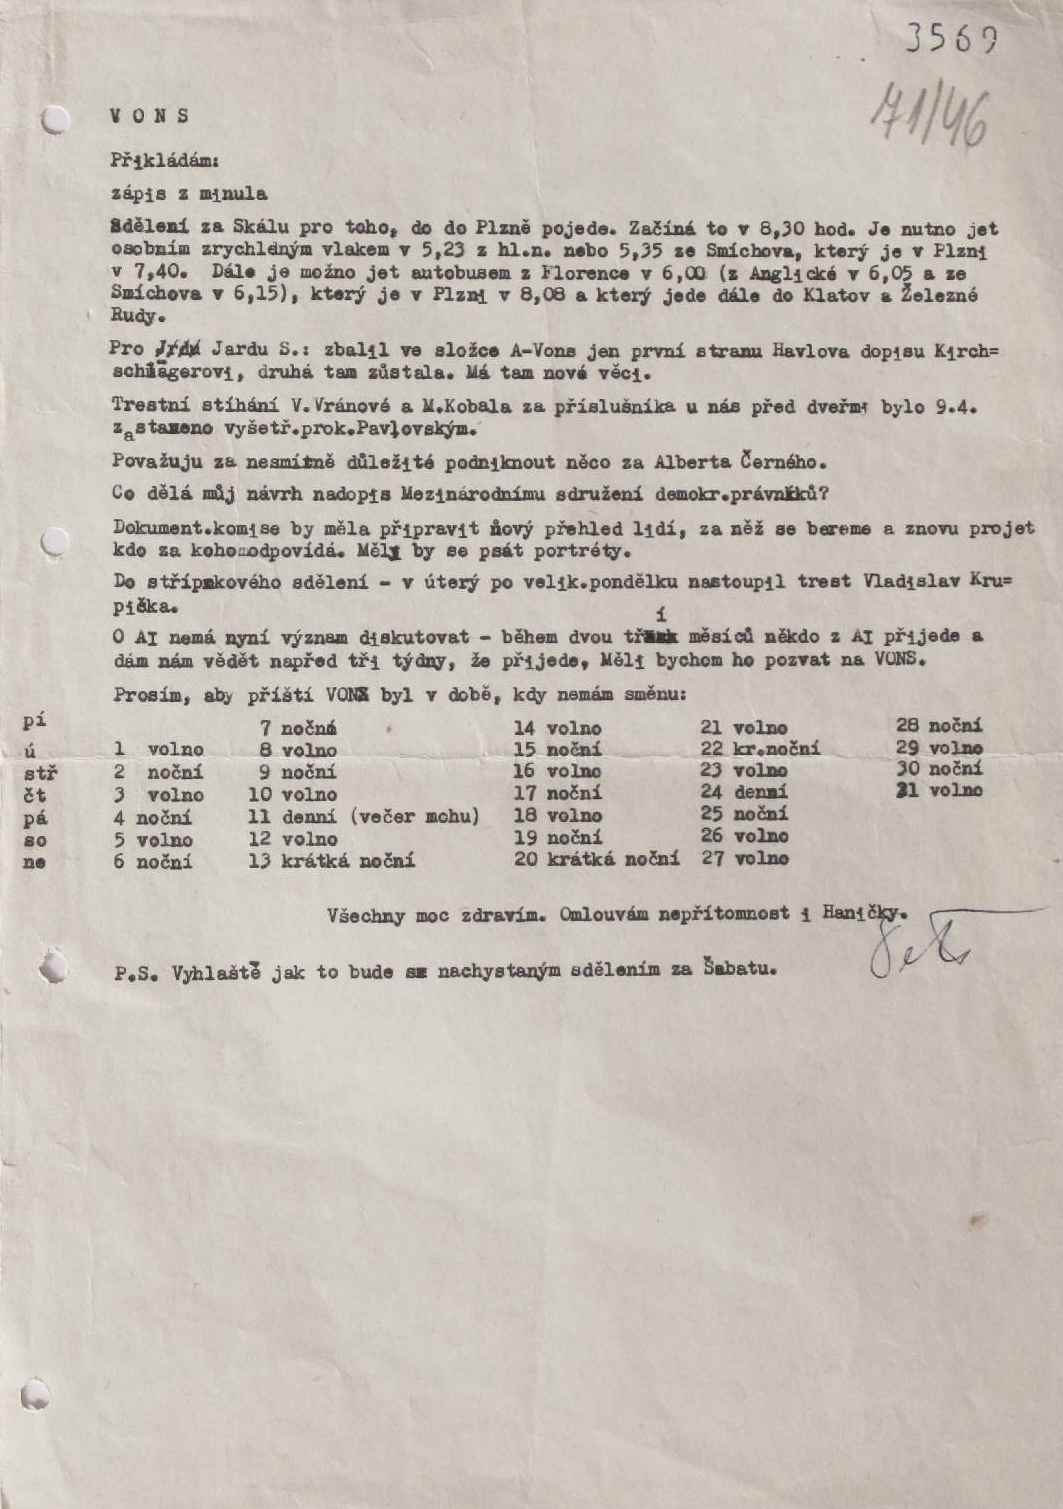 3569
71/46
V O N S
Přikládám:
zápis z minula
Sdělení za Skálu pro toho, do do Plzně pojede. Začíná to v 8,30 hod. Je nutno jet
osobním zrychleným vlakem v 5,23 z hl.n. nebo 5,35 ze Smíchova, který je v Plzni
v 7,40. Dále je možno jet autobusem z Florence v 6,00 (z Anglické v 6,05 a ze
Smíchova v 6,15), který je v Plzni v 8,08 a který jede dále do Klatov a Železné
Rudy.
Pro Jardu S.: zbalil ve složce A-Vons jen první stranu Havlova dopisu Kirch=
schlägerovi, druhá tam zůstala. Má tam nové věci.
Trestní stíhání V.Vránové a M.Kobala za příslušníka u nás před dveřmi bylo 9.4.
zastaveno vyšetř.prok.Pavlovským.
Považuju za nesmírně důležité podniknout něco za Alberta Černého.
Co dělá můj návrh nadopis Mezinárodnímu sdružení demokr.právníků?
Dokument.komise by měla připravit nový přehled lidí, za něž se bereme a znovu projet
kdo za koho odpovídá. Měly by se psát portréty.
Do střípkového sdělení - v úterý po velik.pondělku nastoupil trest Vladislav Kru=
pička.
O AI nemá nyní význam diskutovat - během dvou tří měsíců někdo z AI přijede a
dám nám vědět napřed tři týdny, že přijede, Měli bychom ho pozvat na VONS.
Prosím, aby příští VONS byl v době, kdy nemám směnu:
pí 7 noční 14 volno 21 volno 28 noční
ú 1 volno 8 volno 15 noční 22 kr.noční 29 volno
stř 2 noční 9 noční 16 volno 23 volno 30 noční
čt 3 volno 10 volno 17 noční 24 denní 31 volno
pá 4 noční 11 denní (večer mohu) 18 volno 25 noční
so 5 volno 12 volno 19 noční 26 volno
ne 6 noční 13 krátká noční 20 krátká noční 27 volno
Všechny moc zdravím. Omlouvám nepřítomnost i Haničky.
P.S. Vyhlaště jak to bude s nachystaným sdělením za Šabatu.